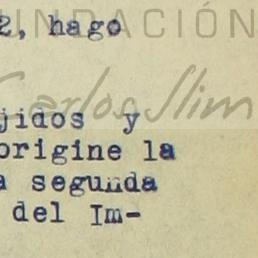 FUNDACIÓN
2, hago
Carlos Slim
jidos y
origine la
a segunda
del Im-